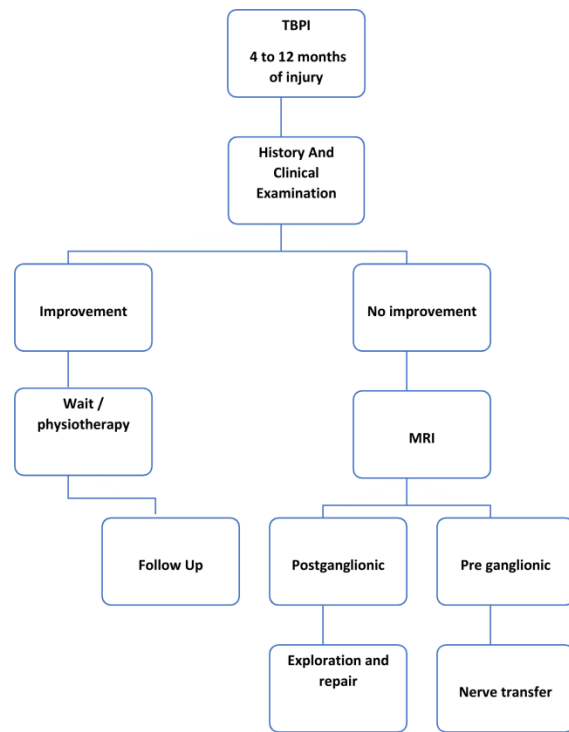 TBPI
4 to 12 months
of injury
History And
Clinical
Examination
Improvement
No improvement
Wait /
physiotherapy
MRI
Follow Up
Postganglionic
Pre ganglionic
Exploration and
repair
Nerve transfer